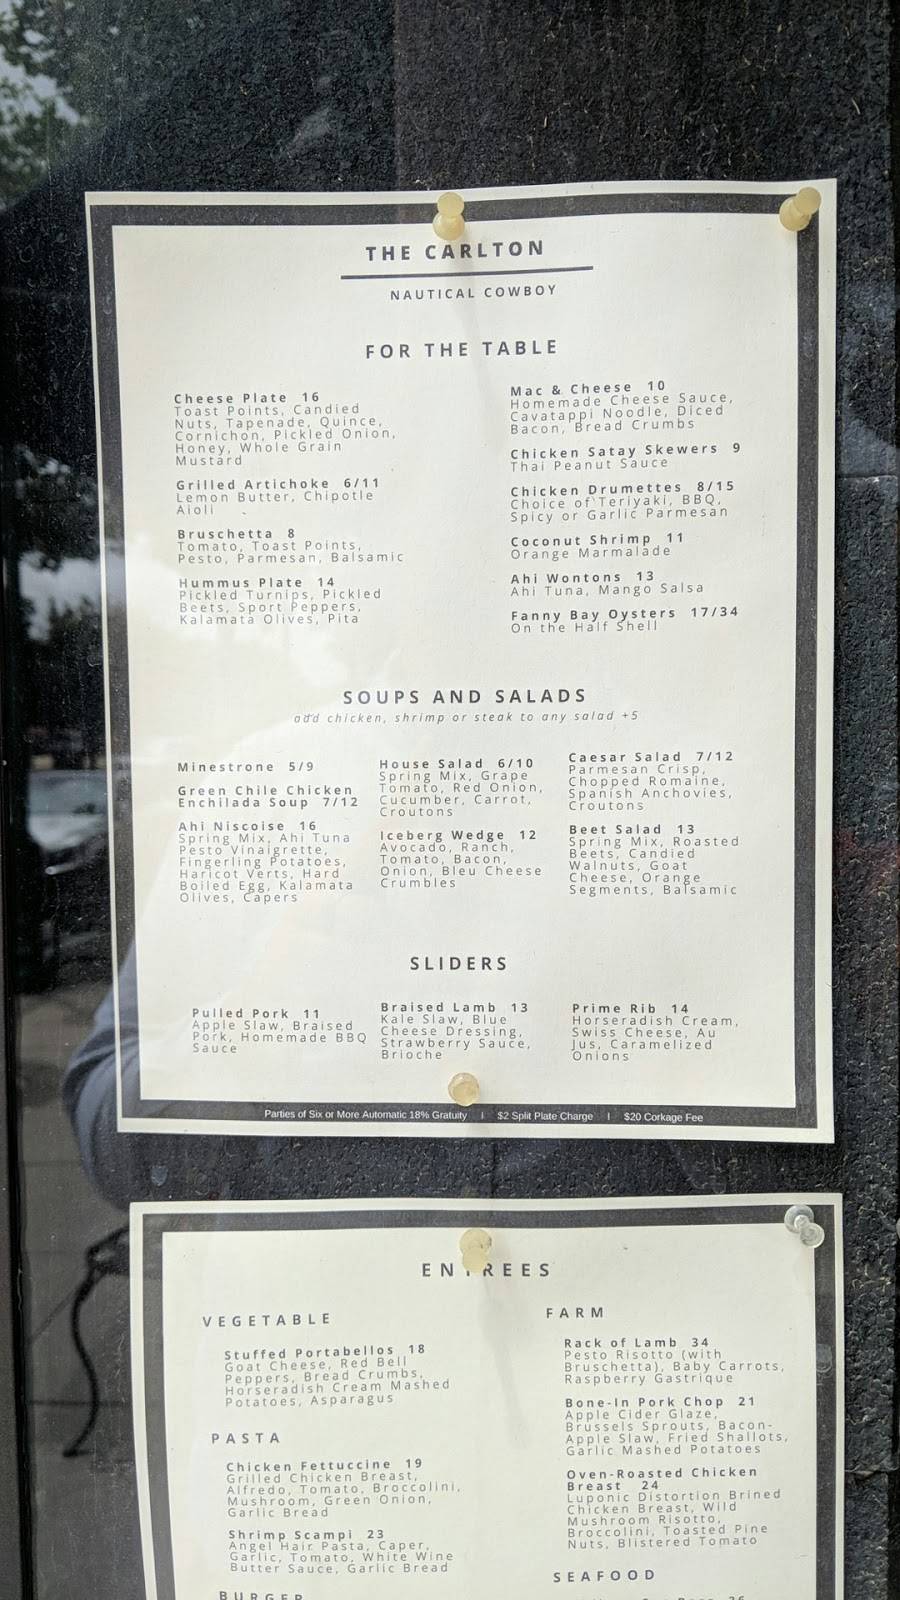 THE CARLTON
NAUTICAL COWBOY
FOR THE TABLE
Cheese Plate 16
Toast Points, Candied
Nuts, Tapenade, Quince,
Cornichon, Pickled Onion,
Honey, Whole Grain
Mustard
Grilled Artichoke 6/11
Lemon Butter, Chipotle
Aioli
Bruschetta 8
Tomato, Toast Points,
Pesto, Parmesan, Balsamic
Hummus Plate 14
Pickled Turnips, Pickled
Beets, Sport Peppers,
Kalamata Olives, Pita
Mac & Cheese 10
Homemade Cheese Sauce,
Cavatappi Noodle, Diced
Bacon, Bread Crumbs
Chicken Satay Skewers 9
Thai Peanut Sauce
Chicken Drumettes 8/15
Choice of Teriyaki, BBQ,
Spicy or Garlic Parmesan
Coconut Shrimp 11
Orange Marmalade
Ahi Wontons 13
Ahi Tuna, Mango Salsa
Fanny Bay Oysters 17/34
On the Half Shell
SOUPS AND SALADS
add chicken, shrimp or steak to any salad +5
Minestrone 5/9
Green Chile Chicken
Enchilada Soup 7/12
Ahi Niscoise 16
Spring Mix, Ahi Tuna
Pesto Vinaigrette,
Fingerling Potatoes,
Haricot Verts, Hard
Boiled Egg, Kalamata
Olives, Capers
House Salad 6/10
Spring Mix, Grape
Tomato, Red Onion,
Cucumber, Carrot,
Croutons
Iceberg Wedge 12
Avocado, Ranch,
Tomato, Bacon,
Onion, Bleu Cheese
Crumbles
Caesar Salad 7/12
Parmesan Crisp,
Chopped Romaine,
Spanish Anchovies,
Croutons
Beet Salad 13
Spring Mix, Roasted
Beets, Candied
Walnuts, Goat
Cheese, Orange
Segments, Balsamic
SLIDERS
Pulled Pork 11
Apple Slaw, Braised
Pork, Homemade BBQ
Sauce
Braised Lamb 13
Kale Slaw, Blue
Cheese Dressing,
Strawberry Sauce,
Brioche
Prime Rib 14
Horseradish Cream,
Swiss Cheese, Au
Jus, Caramelized
Onions
Parties of Six or More Automatic 18% Gratuity | $2 Split Plate Charge | $20 Corkage Fee
ENTREES
VEGETABLE
Stuffed Portabellos 18
Goat Cheese, Red Bell
Peppers, Bread Crumbs,
Horseradish Cream Mashed
Potatoes, Asparagus
PASTA
Chicken Fettuccine 19
Grilled Chicken Breast,
Alfredo, Tomato, Broccolini,
Mushroom, Green Onion,
Garlic Bread
Shrimp Scampi 23
Angel Hair Pasta, Caper,
Garlic, Tomato, White Wine
Butter Sauce, Garlic Bread
BURGER
FARM
Rack of Lamb 34
Pesto Risotto (with
Bruschetta), Baby Carrots,
Raspberry Gastrique
Bone-In Pork Chop 21
Apple Cider Glaze,
Brussels Sprouts, Bacon-
Apple Slaw, Fried Shallots,
Garlic Mashed Potatoes
Oven-Roasted Chicken
Breast 24
Luponic Distortion Brined
Chicken Breast, Wild
Mushroom Risotto,
Broccolini, Toasted Pine
Nuts, Blistered Tomato
SEAFOOD